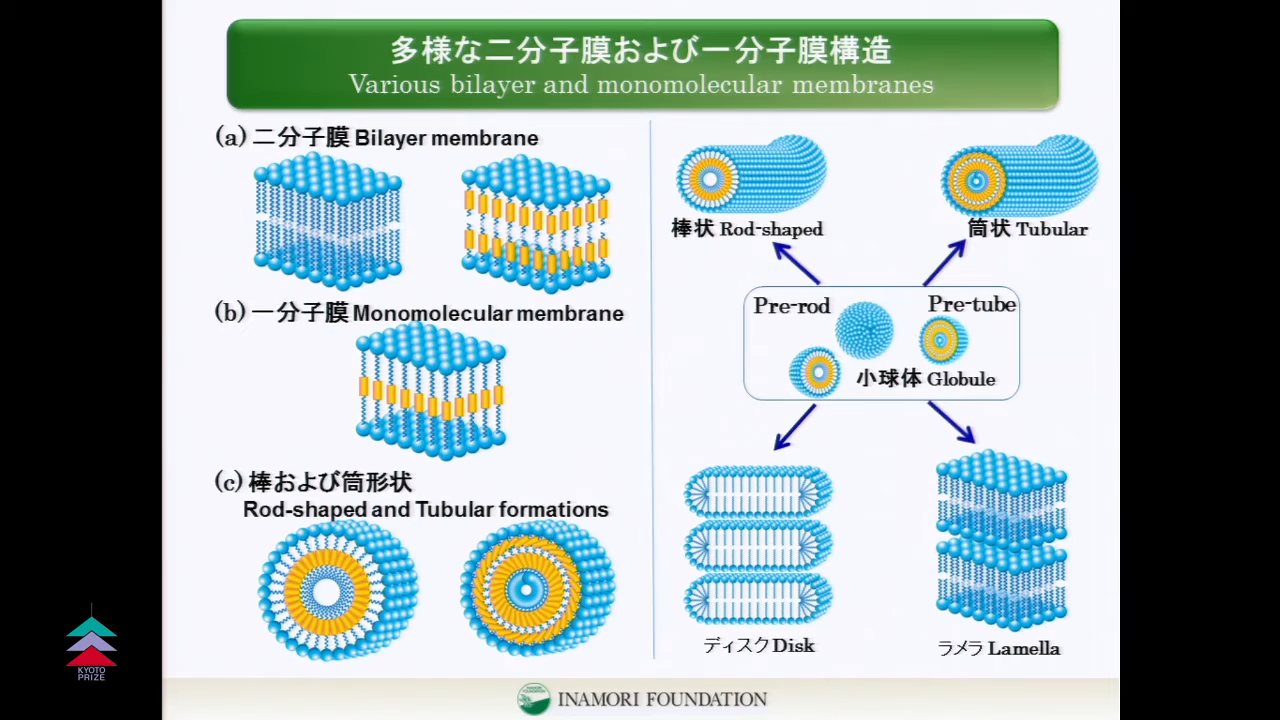 多様な二分子膜および一分子膜構造
Various bilayer and monomolecular membranes
(a) 二分子膜 Bilayer membrane
(b) 一分子膜 Monomolecular membrane
(c) 棒および筒形状
Rod-shaped and Tubular formations
棒状 Rod-shaped
筒状 Tubular
Pre-rod
Pre-tube
小球体 Globule
ディスク Disk
ラメラ Lamella
KYOTO
PRIZE
INAMORI FOUNDATION